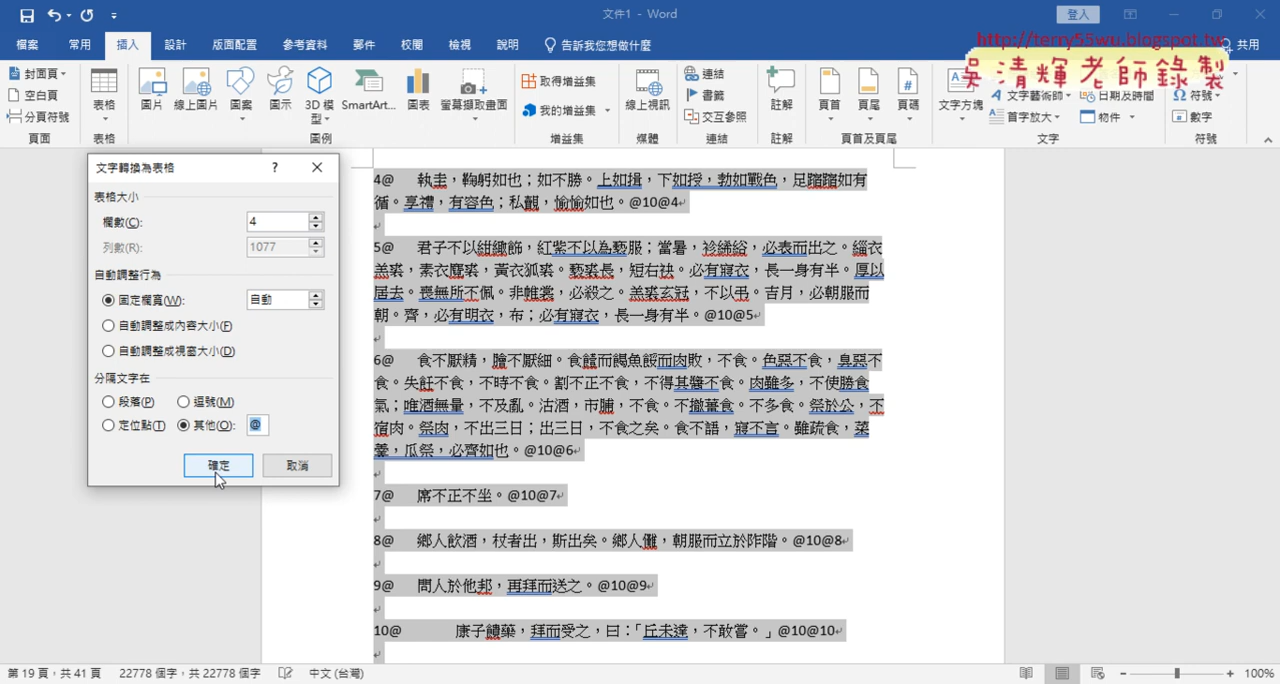 文件1 - Word
登入
http://terry55wu.blogspot.tw
吳清輝老師錄製
檔案 常用 插入 設計 版面配置 參考資料 郵件 校閱 檢視 說明 告訴我您想做什麼 共用
封面頁
空白頁
分頁符號
頁面
表格
表格
圖片 線上圖片 圖案 圖示 3D 模型 SmartArt... 圖表 螢幕擷取畫面
圖例
取得增益集
我的增益集
增益集
線上視訊
媒體
連結
書籤
交互參照
連結
註解
註解
頁首 頁尾 頁碼
頁首及頁尾
文字方塊
文字藝術師
首字放大
日期及時間
物件
文字
符號
數字
符號
文字轉換為表格 ?
表格大小
欄數(C): 4
列數(R): 1077
自動調整行為
固定欄寬(W): 自動
自動調整成內容大小(F)
自動調整成視窗大小(D)
分隔文字在
段落(P) 逗號(M)
定位點(T) 其他(O): @
確定 取消
4@ 執圭，鞠躬如也；如不勝。上如揖，下如授，勃如戰色，足蹜蹜如有
循。享禮，有容色；私覿，愉愉如也。@10@4
5@ 君子不以紺緅飾，紅紫不以為褻服；當暑，袗絺綌，必表而出之。緇衣
羔裘，素衣麑裘，黃衣狐裘。褻裘長，短右袂。必有寢衣，長一身有半。厚以
居去。喪無所不佩。非帷裳，必殺之。羔裘玄冠，不以弔。吉月，必朝服而
朝。齊，必有明衣，布；必有寢衣，長一身有半。@10@5
6@ 食不厭精，膾不厭細。食饐而餲魚餒而肉敗，不食。色惡不食，臭惡不
食。失飪不食，不時不食。割不正不食，不得其醬不食。肉雖多，不使勝食
氣；唯酒無量，不及亂。沽酒，市脯，不食。不撤薑食。不多食。祭於公，不
宿肉。祭肉，不出三日；出三日，不食之矣。食不語，寢不言。雖疏食，菜
羹，瓜祭，必齊如也。@10@6
7@ 席不正不坐。@10@7
8@ 鄉人飲酒，杖者出，斯出矣。鄉人儺，朝服而立於阼階。@10@8
9@ 問人於他邦，再拜而送之。@10@9
10@ 康子饋藥，拜而受之，曰：「丘未達，不敢嘗。」@10@10
第 19 頁，共 41 頁 22778 個字，共 22778 個字 中文 (台灣) 100%